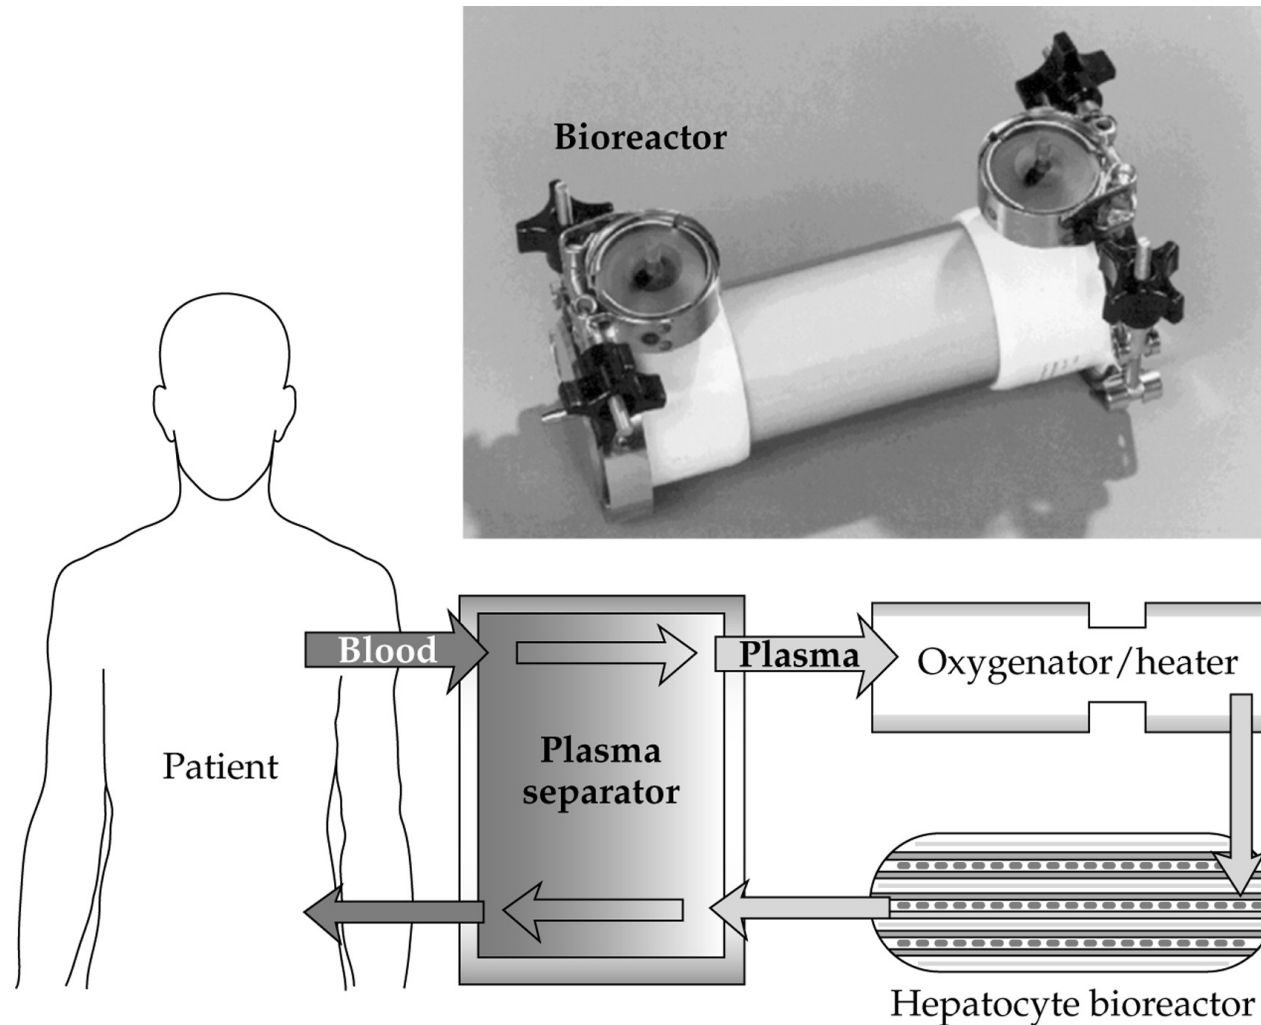 Bioreactor
Blood
Plasma
Oxygenator/heater
Patient
Plasma
separator
Hepatocyte bioreactor